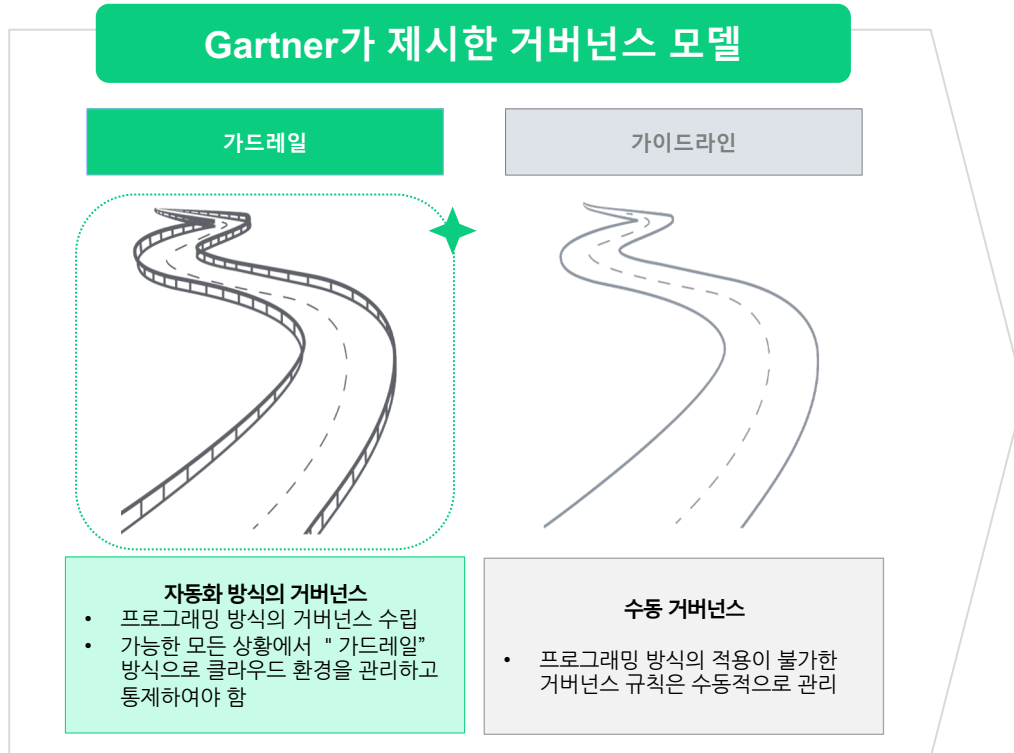 Gartner가 제시한 거버넌스 모델
가드레일
가이드라인
자동화 방식의 거버넌스
• 프로그래밍 방식의 거버넌스 수립
• 가능한 모든 상황에서 " 가드레일”
방식으로 클라우드 환경을 관리하고
통제하여야 함
수동 거버넌스
• 프로그래밍 방식의 적용이 불가한
거버넌스 규칙은 수동적으로 관리